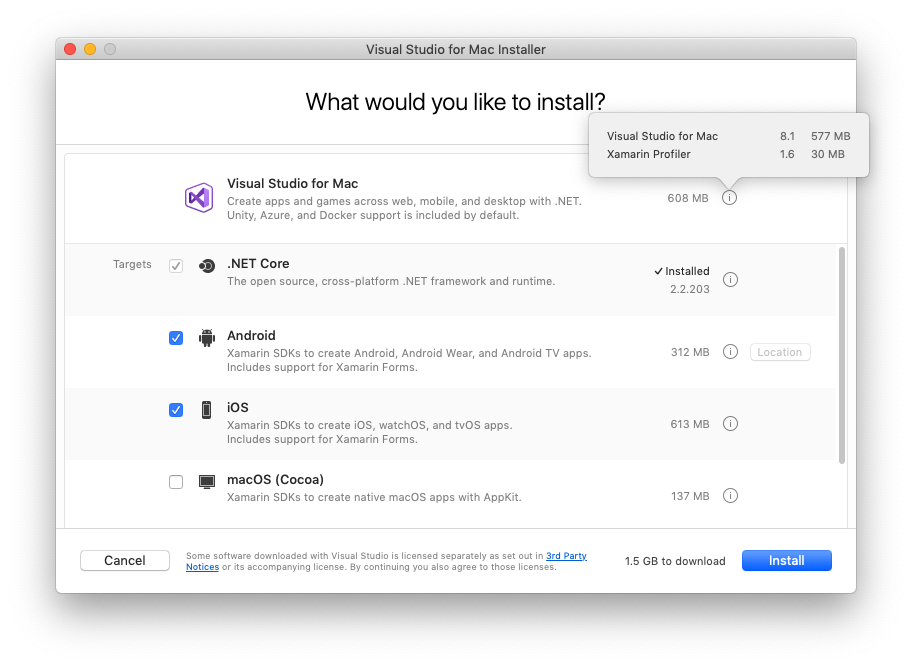 Visual Studio for Mac Installer
What would you like to install?
Visual Studio for Mac 8.1 577 MB
Xamarin Profiler 1.6 30 MB
Visual Studio for Mac
Create apps and games across web, mobile, and desktop with .NET.
Unity, Azure, and Docker support is included by default.
608 MB
Targets
.NET Core
The open source, cross-platform .NET framework and runtime.
Installed
2.2.203
Android
Xamarin SDKs to create Android, Android Wear, and Android TV apps.
Includes support for Xamarin Forms.
312 MB
Location
iOS
Xamarin SDKs to create iOS, watchOS, and tvOS apps.
Includes support for Xamarin Forms.
613 MB
macOS (Cocoa)
Xamarin SDKs to create native macOS apps with AppKit.
137 MB
Cancel
Some software downloaded with Visual Studio is licensed separately as set out in 3rd Party
Notices or its accompanying license. By continuing you also agree to those licenses.
1.5 GB to download
Install